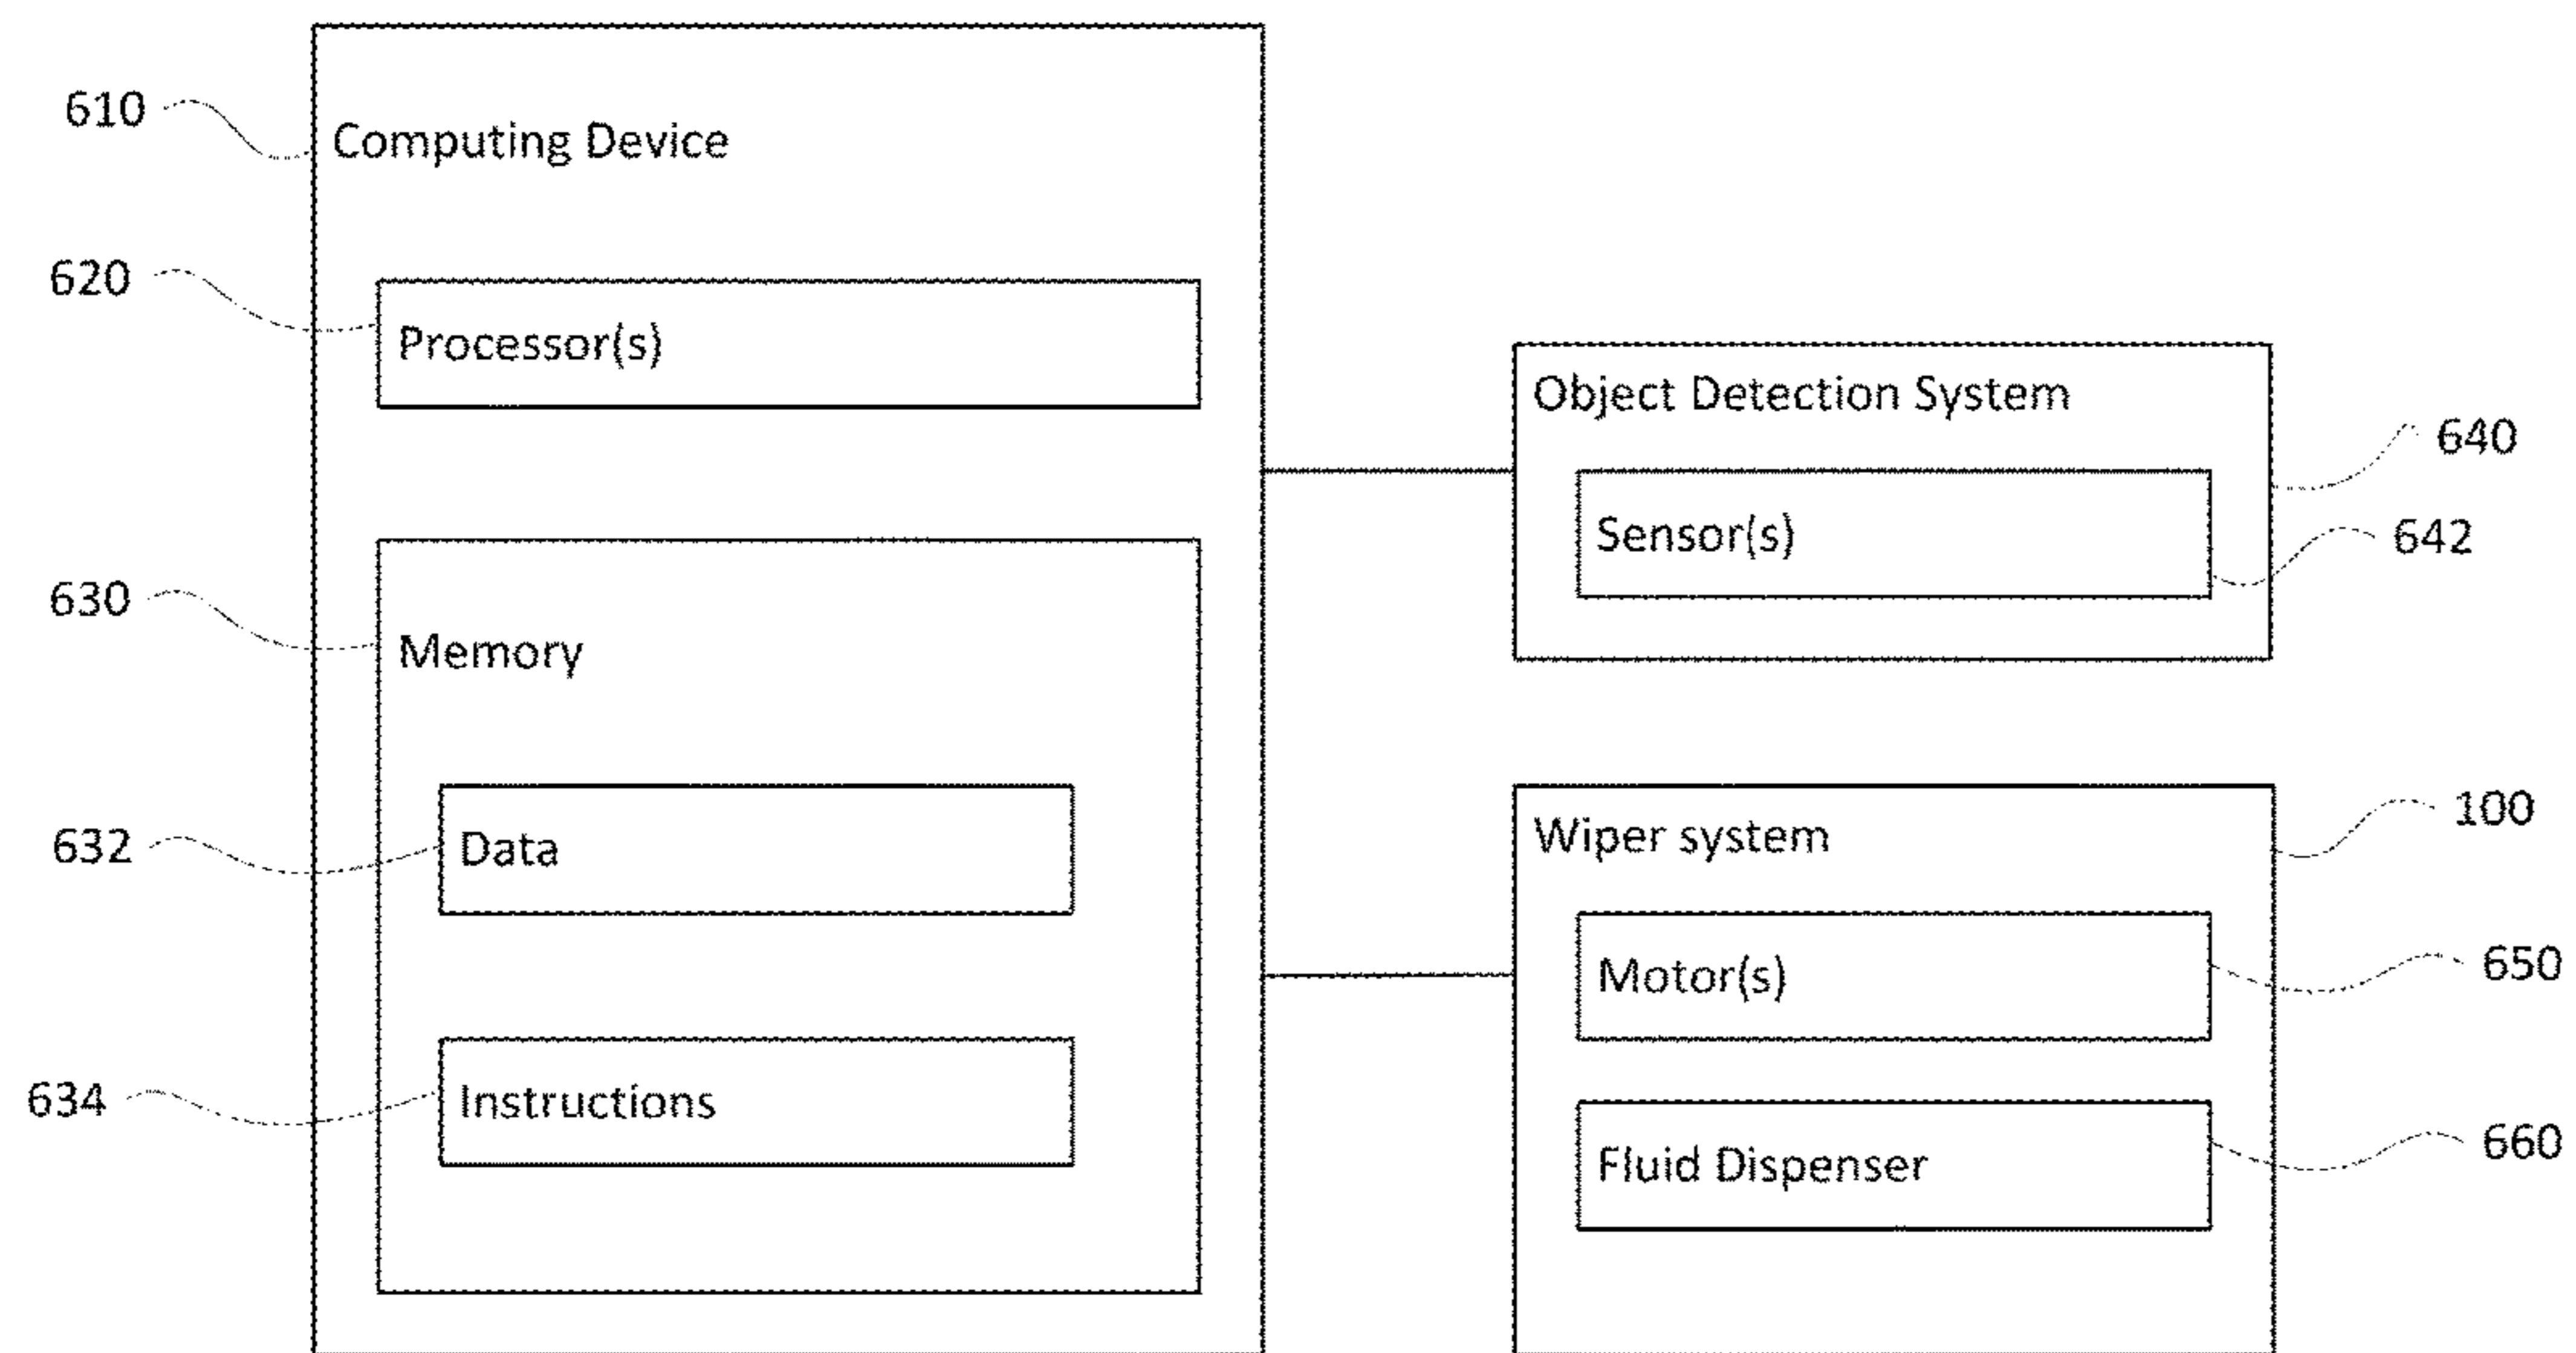 610
Computing Device
620
Processor(s)
630
Memory
632
Data
634
Instructions
Object Detection System
640
Sensor(s)
642
Wiper system
100
Motor(s)
650
Fluid Dispenser
660